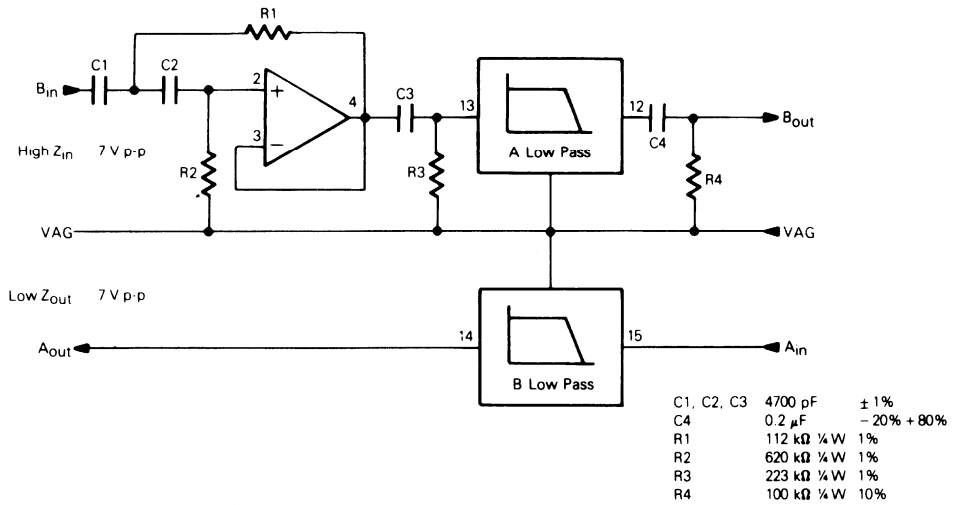 R1
C1
C2
Bin
2
+
4
C3
13
12
Bout
3
−
C4
High Zin 7 V p-p
R2
R3
A Low Pass
R4
VAG
VAG
Low Zout 7 V p-p
14
15
Aout
Ain
B Low Pass
C1, C2, C3 4700 pF ± 1%
C4 0.2 µF − 20% + 80%
R1 112 kΩ ¼ W 1%
R2 620 kΩ ¼ W 1%
R3 223 kΩ ¼ W 1%
R4 100 kΩ ¼ W 10%